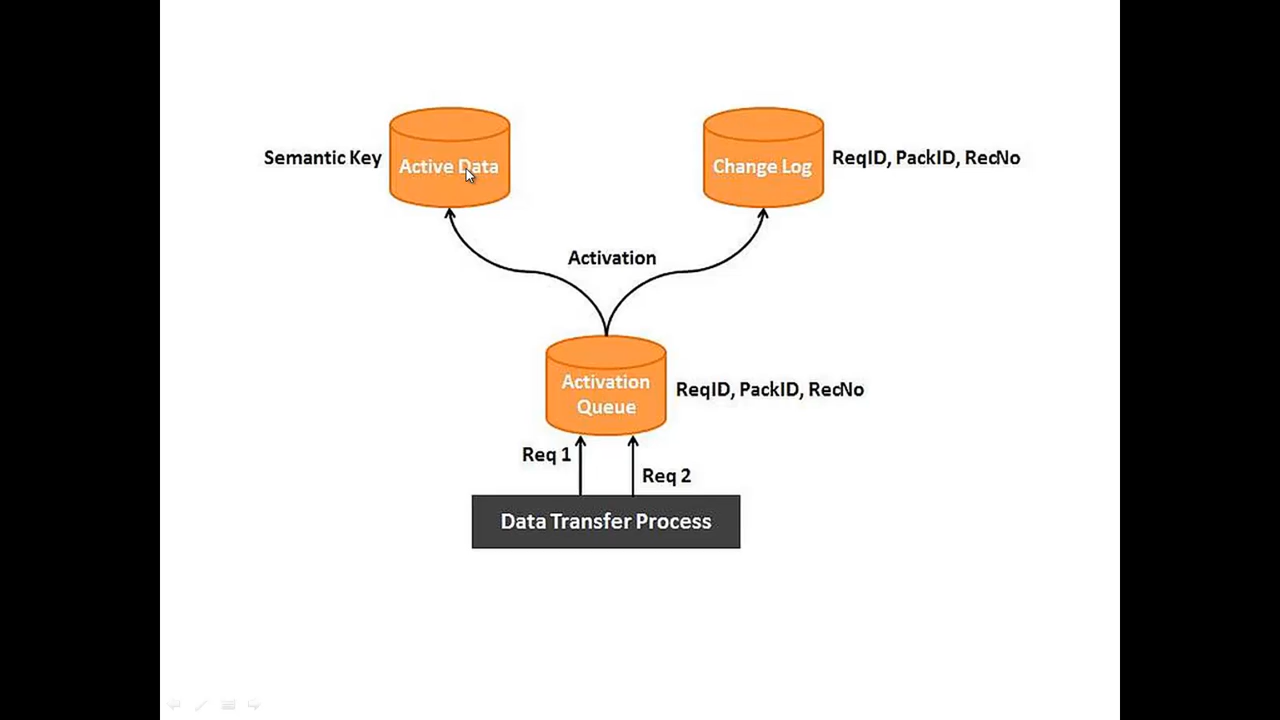 Semantic Key
Active Data
Change Log
ReqID, PackID, RecNo
Activation
Activation
Queue
ReqID, PackID, RecNo
Req 1
Req 2
Data Transfer Process